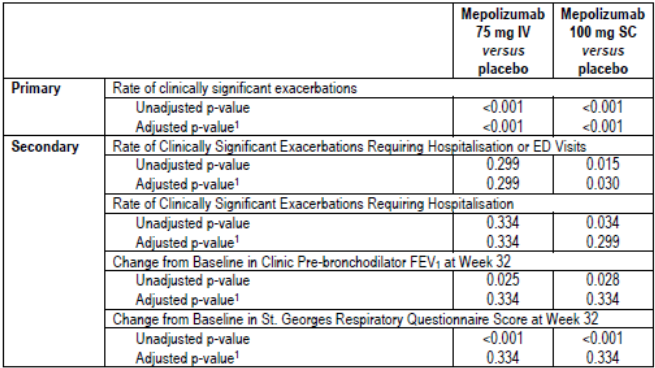 Mepolizumab 75 mg IV versus placebo Mepolizumab 100 mg SC versus placebo
Primary Rate of clinically significant exacerbations
Unadjusted p-value <0.001 <0.001
Adjusted p-value¹ <0.001 <0.001
Secondary Rate of Clinically Significant Exacerbations Requiring Hospitalisation or ED Visits
Unadjusted p-value 0.299 0.015
Adjusted p-value¹ 0.299 0.030
Rate of Clinically Significant Exacerbations Requiring Hospitalisation
Unadjusted p-value 0.334 0.034
Adjusted p-value¹ 0.334 0.299
Change from Baseline in Clinic Pre-bronchodilator FEV₁ at Week 32
Unadjusted p-value 0.025 0.028
Adjusted p-value¹ 0.334 0.334
Change from Baseline in St. Georges Respiratory Questionnaire Score at Week 32
Unadjusted p-value <0.001 <0.001
Adjusted p-value¹ 0.334 0.334